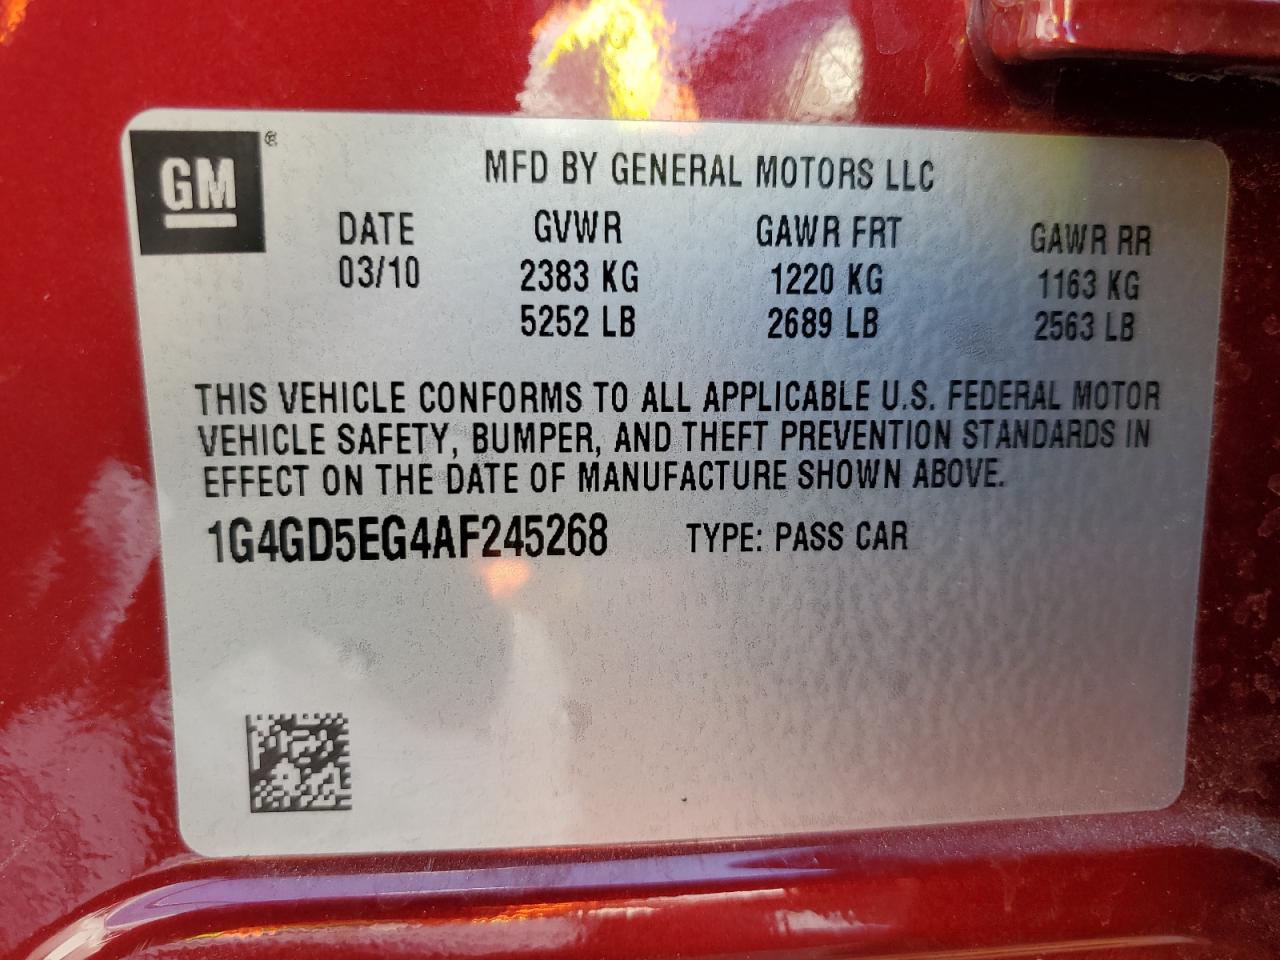 GM®
MFD BY GENERAL MOTORS LLC
DATE GVWR GAWR FRT GAWR RR
03/10 2383 KG 1220 KG 1163 KG
5252 LB 2689 LB 2563 LB
THIS VEHICLE CONFORMS TO ALL APPLICABLE U.S. FEDERAL MOTOR
VEHICLE SAFETY, BUMPER, AND THEFT PREVENTION STANDARDS IN
EFFECT ON THE DATE OF MANUFACTURE SHOWN ABOVE.
1G4GD5EG4AF245268 TYPE: PASS CAR